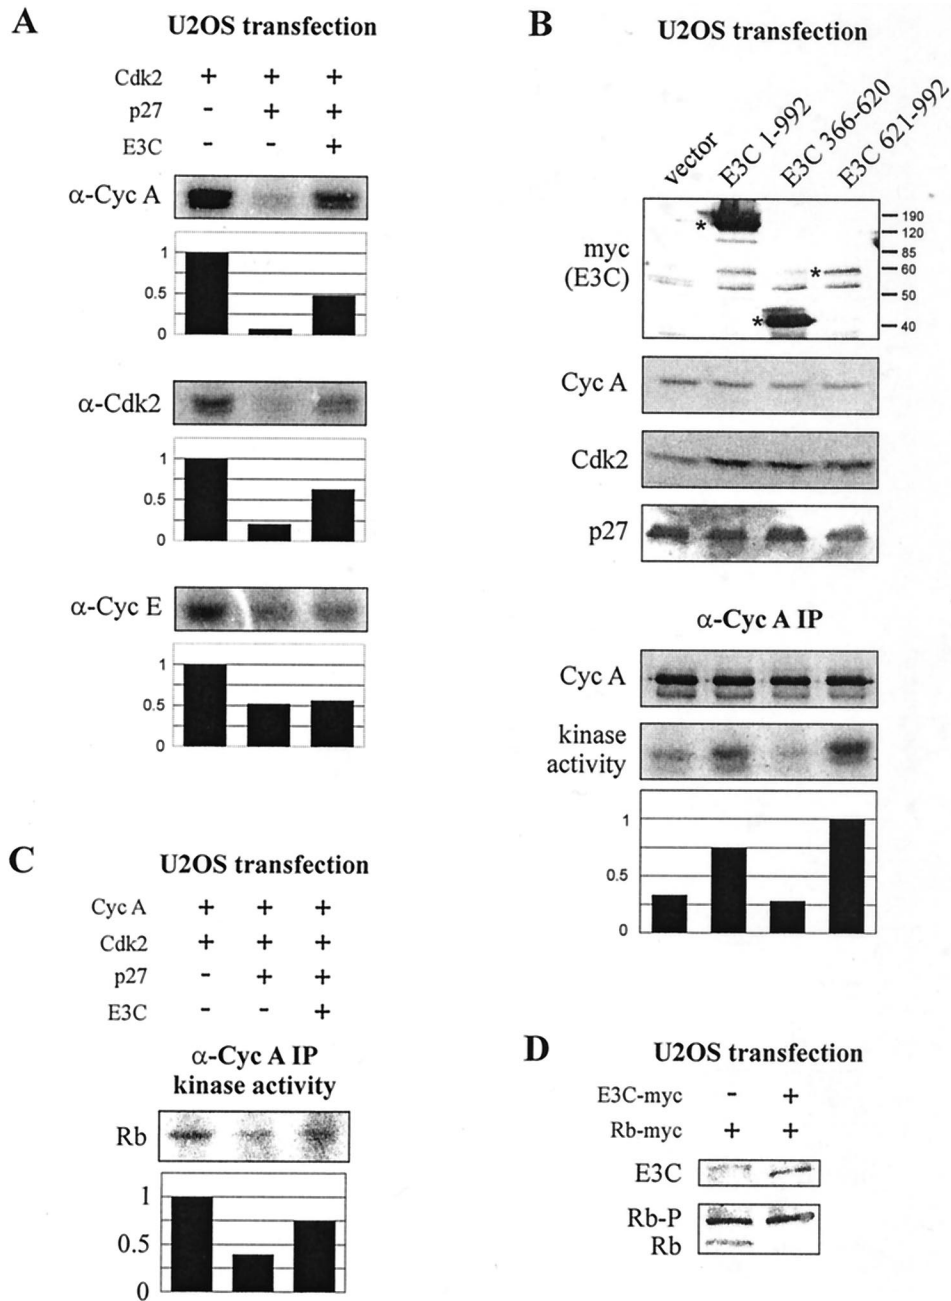 A
U2OS transfection
Cdk2 + + +
p27 - + +
E3C - - +
α-Cyc A
1
0.5
0
α-Cdk2
1
0.5
0
α-Cyc E
1
0.5
0
B
U2OS transfection
vector
E3C 1-992
E3C 366-620
E3C 621-992
myc
(E3C)
*
*
*
190
120
85
60
50
40
Cyc A
Cdk2
p27
α-Cyc A IP
Cyc A
kinase
activity
1
0.5
0
C
U2OS transfection
Cyc A + + +
Cdk2 + + +
p27 - + +
E3C - - +
α-Cyc A IP
kinase activity
Rb
1
0.5
0
D
U2OS transfection
E3C-myc - +
Rb-myc + +
E3C
Rb-P
Rb